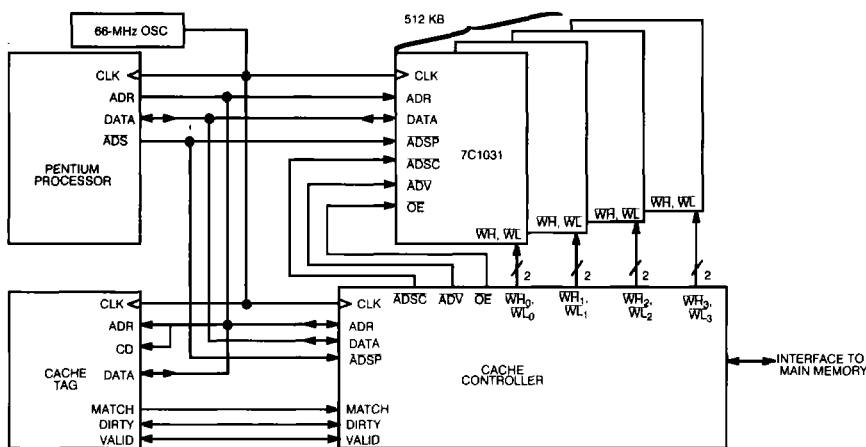 66-MHz OSC
512 KB
CLK
ADR
DATA
ADS
PENTIUM
PROCESSOR
CLK
ADR
DATA
ADSP
ADSC
ADV
OE
7C1031
WH, WL
WH, WL
WH, WL
WH, WL
2
2
2
2
CLK
ADR
CD
DATA
MATCH
DIRTY
VALID
CACHE
TAG
ADSC
ADV
OE
WH0,
WL0
WH1,
WL1
WH2,
WL2
WH3,
WL3
CLK
ADR
DATA
ADSP
MATCH
DIRTY
VALID
CACHE
CONTROLLER
INTERFACE TO
MAIN MEMORY